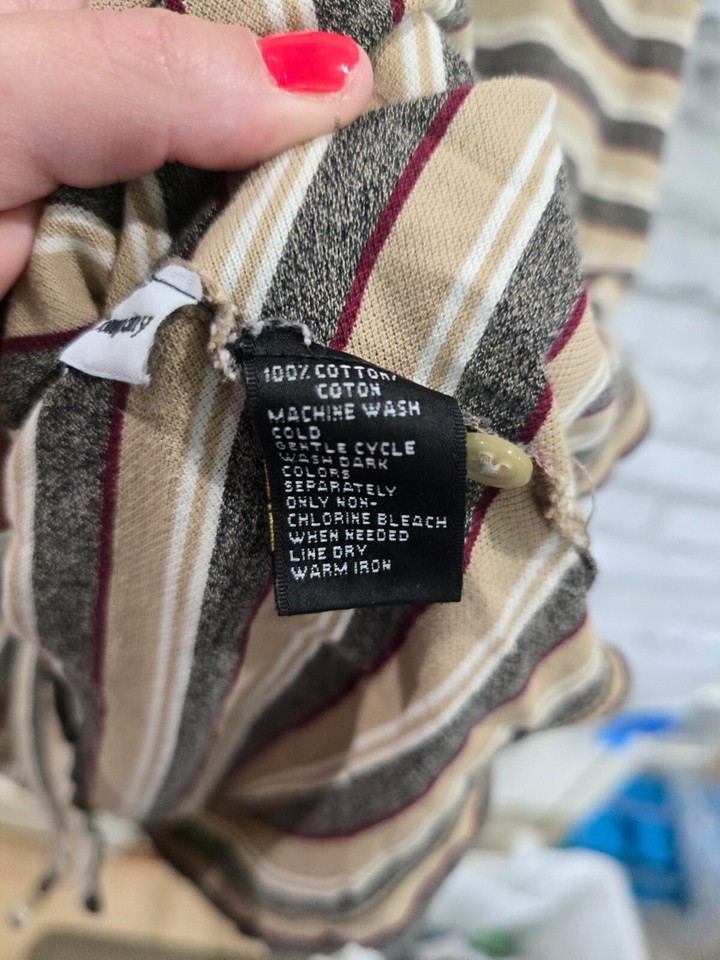 100% COTTON/
COTON
MACHINE WASH
COLD
GENTLE CYCLE
WASH DARK
COLORS
SEPARATELY
ONLY NON-
CHLORINE BLEACH
WHEN NEEDED
LINE DRY
WARM IRON